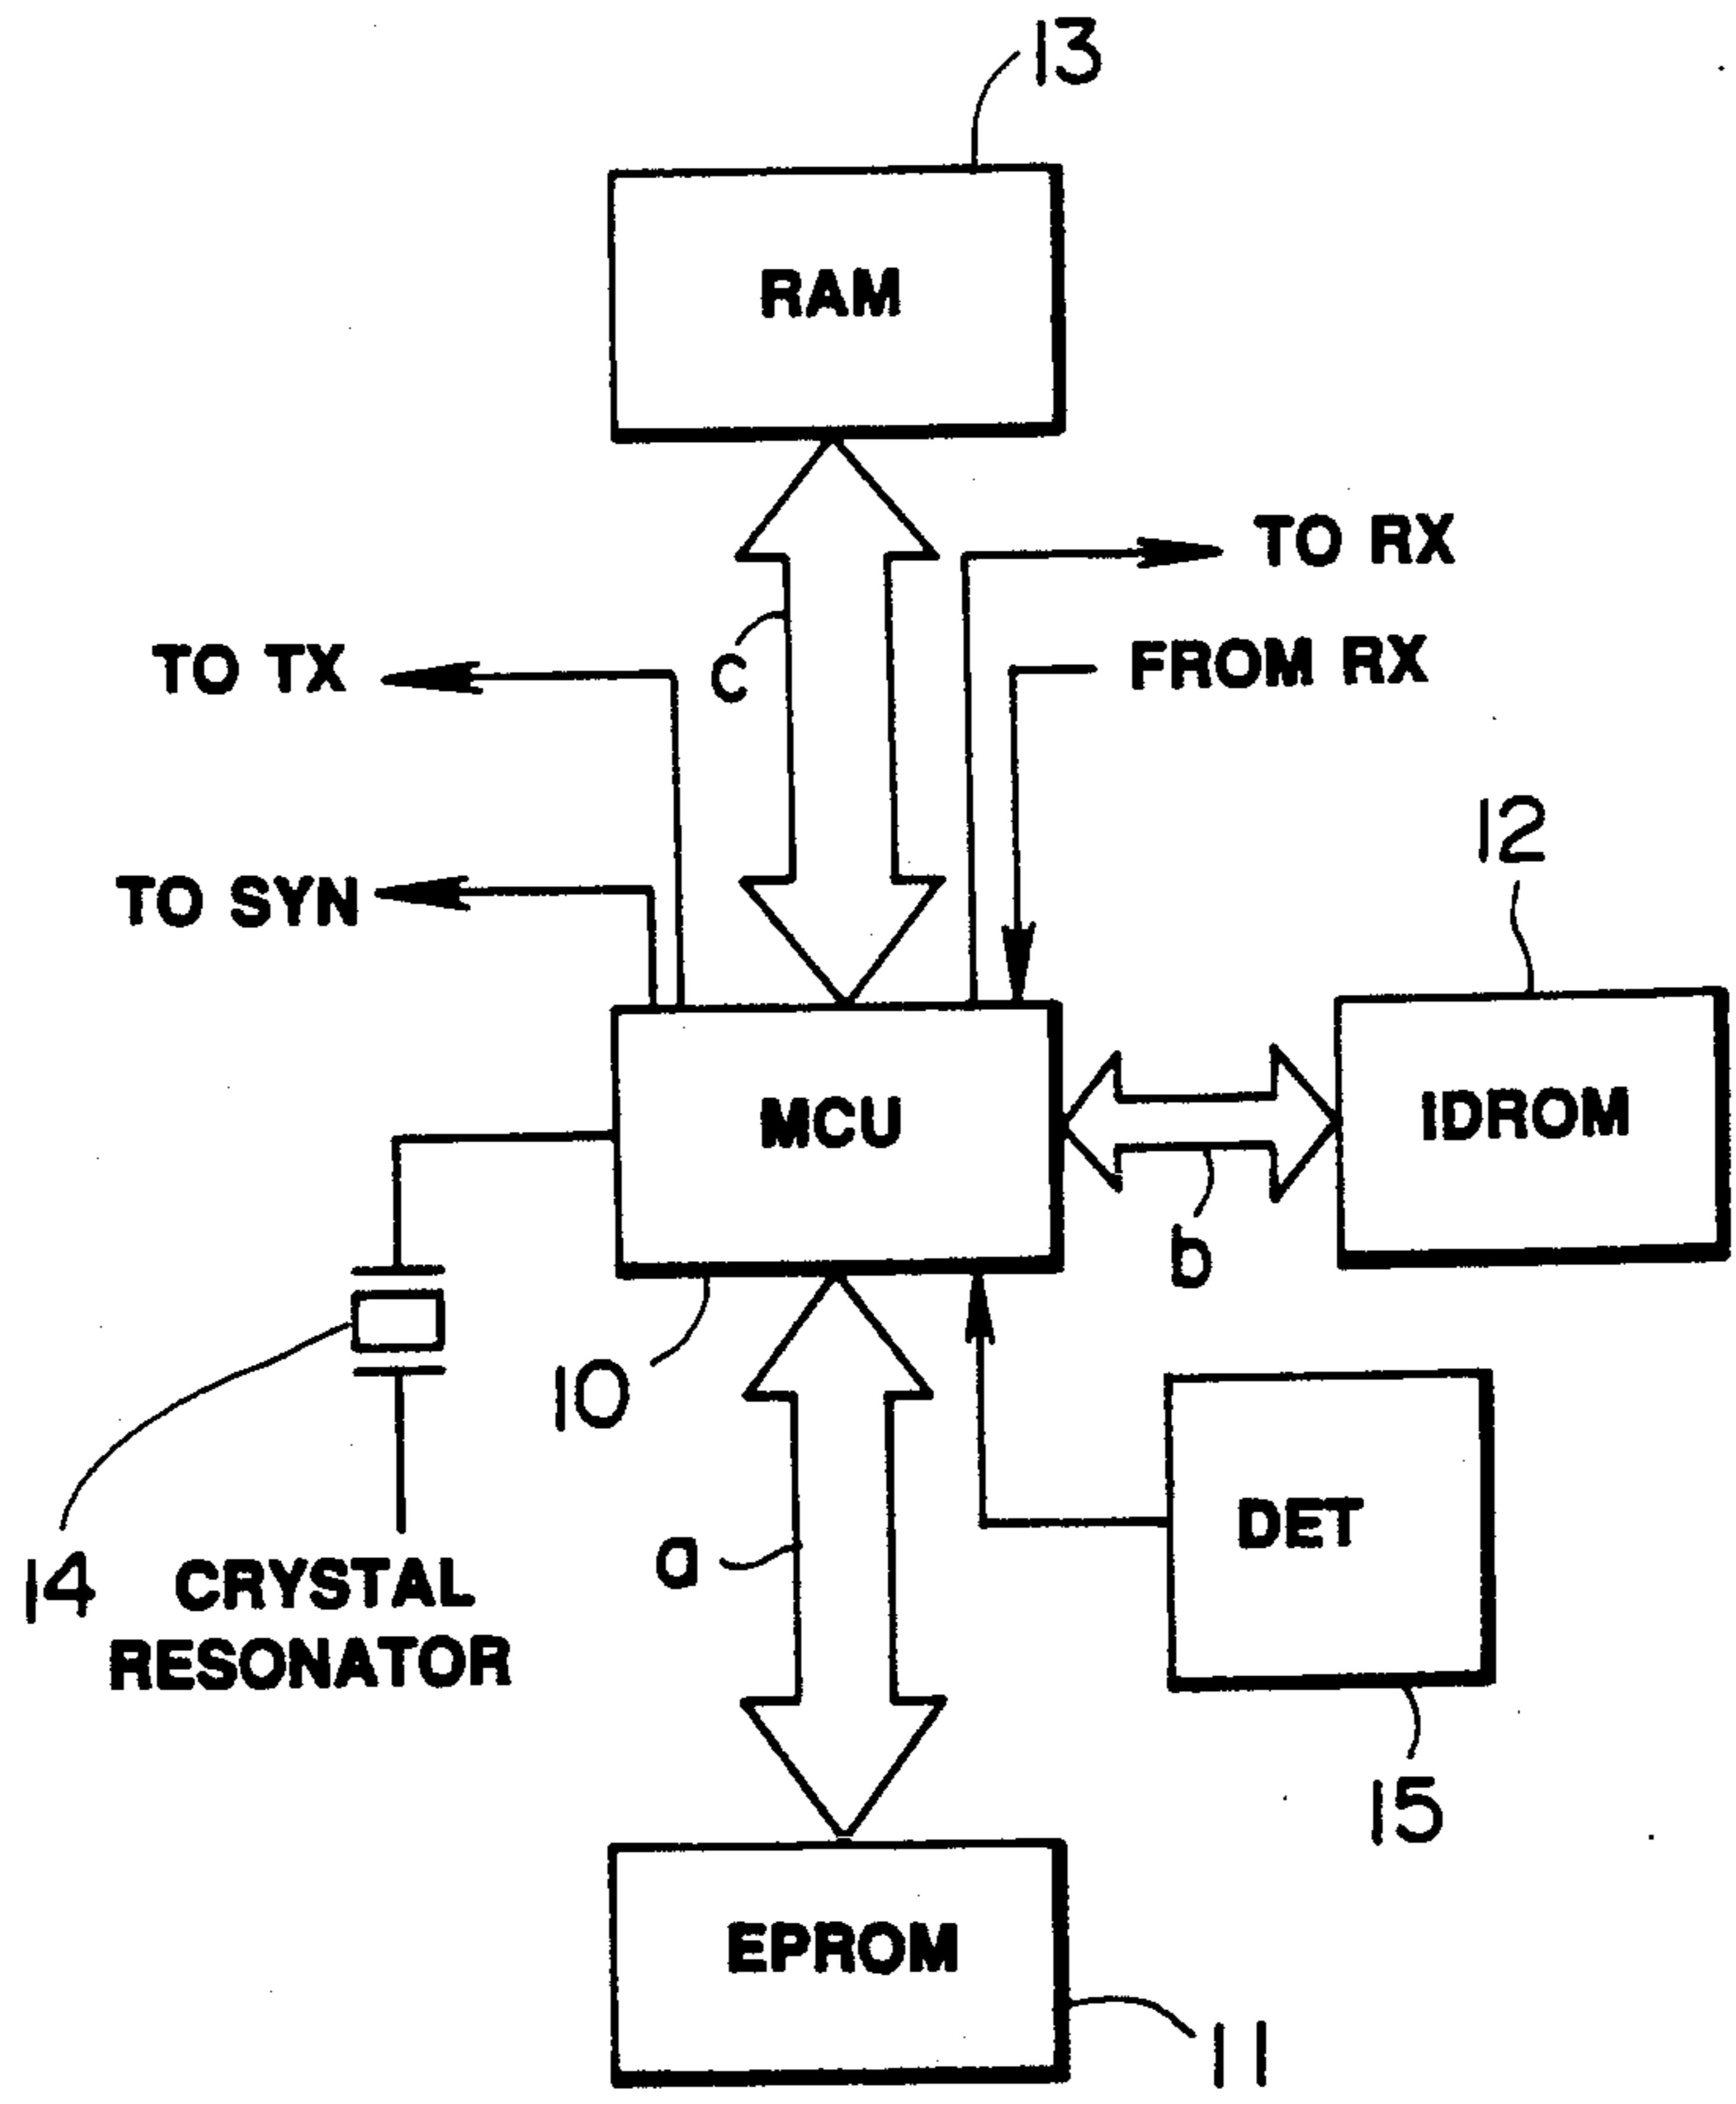 13
RAM
TO RX
C
TO TX
FROM RX
12
TO SYN
MCU
IDROM
b
10
a
DET
14
CRYSTAL
RESONATOR
15
EPROM
11